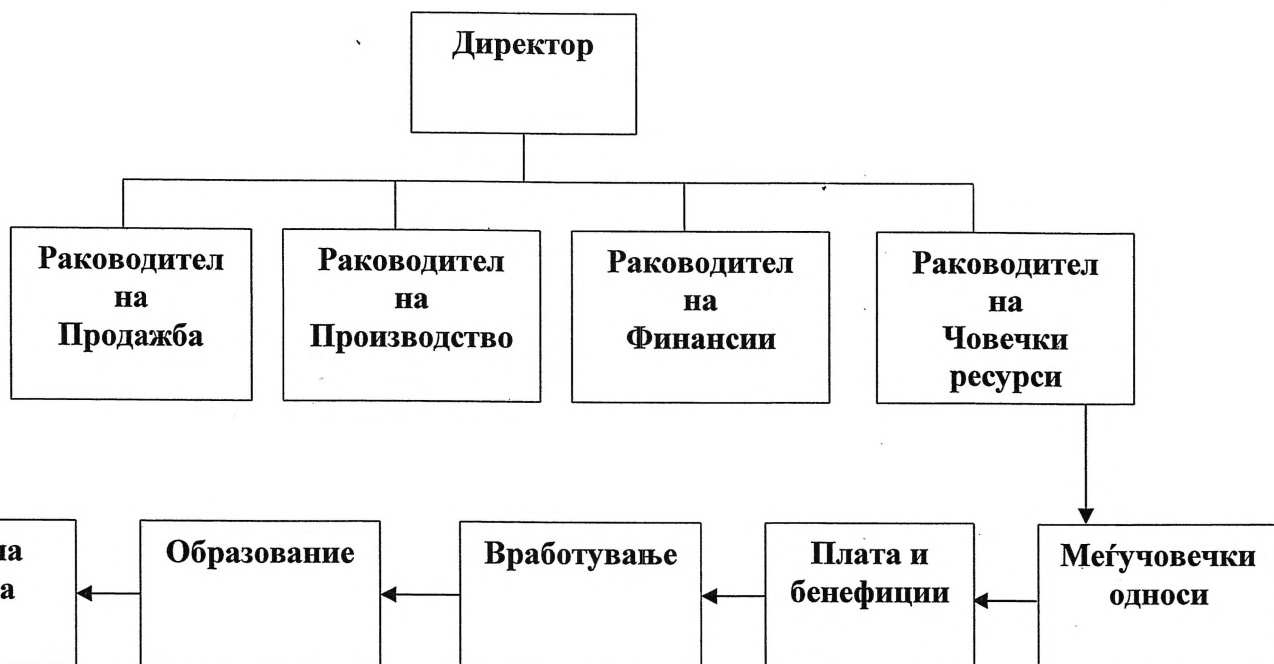 Директор
Раководител
на
Продажба
Раководител
на
Производство
Раководител
на
Финансии
Раководител
на
Човечки
ресурси
Образование
Вработување
Плата и
бенефиции
Меѓучовечки
односи